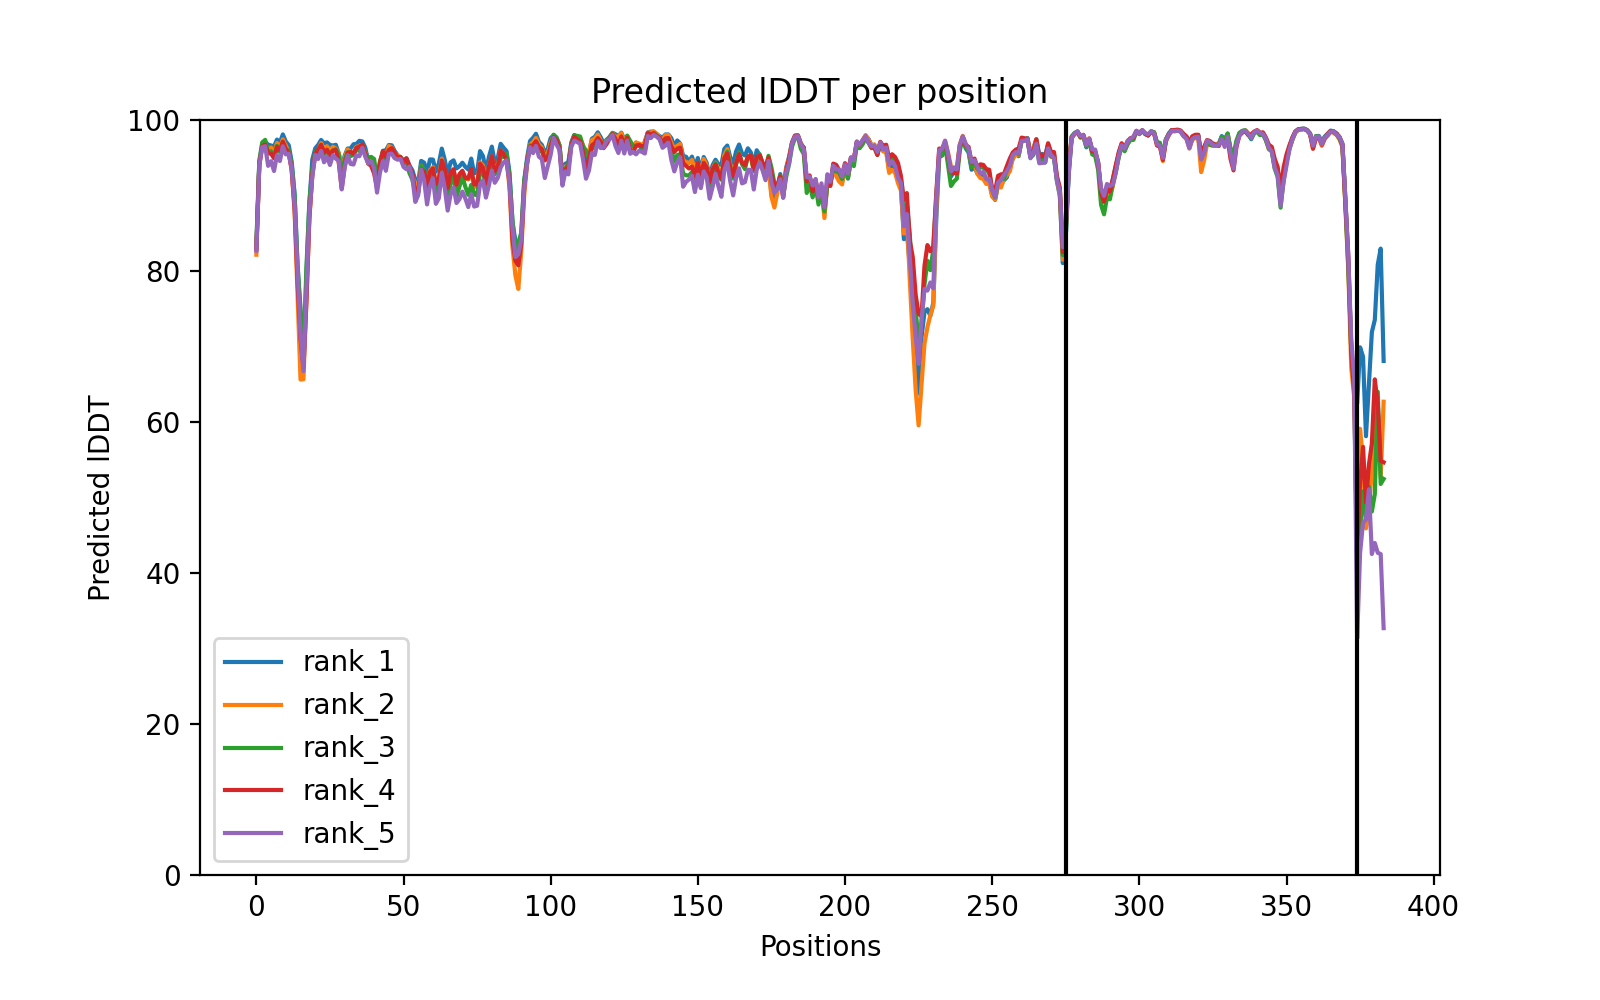 Predicted lDDT per position
100
80
60
40
20
0
Predicted lDDT
rank_1
rank_2
rank_3
rank_4
rank_5
0 50 100 150 200 250 300 350 400
Positions